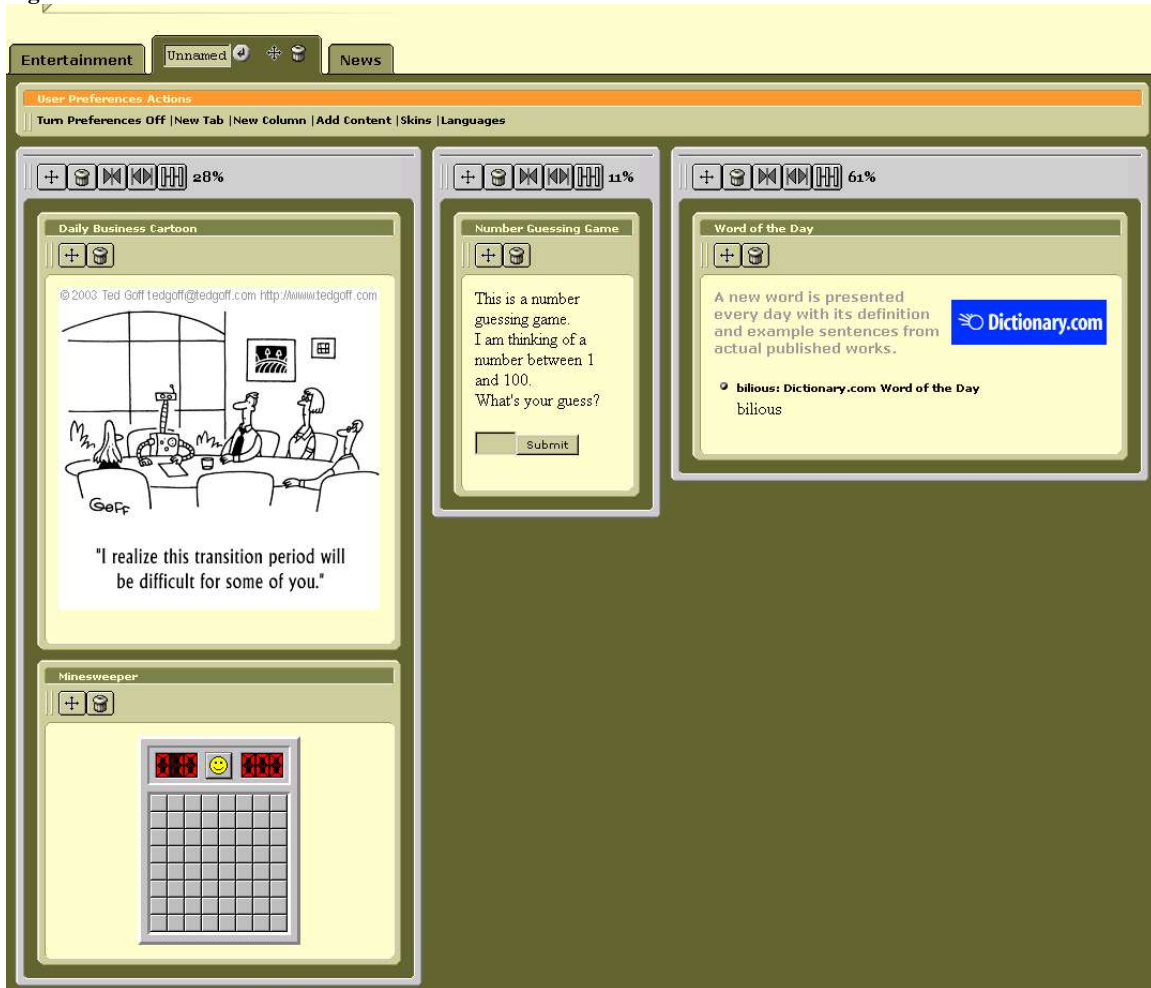 Entertainment
Unnamed
News
User Preferences Actions
Turn Preferences Off |New Tab |New Column |Add Content |Skins |Languages
28%
11%
61%
Daily Business Cartoon
© 2003 Ted Goff tedgoff@tedgoff.com http://www.tedgoff.com
GOFF
"I realize this transition period will
be difficult for some of you."
Minesweeper
Number Guessing Game
This is a number
guessing game.
I am thinking of a
number between 1
and 100.
What's your guess?
Submit
Word of the Day
A new word is presented
every day with its definition
and example sentences from
actual published works.
Dictionary.com
bilious: Dictionary.com Word of the Day
bilious